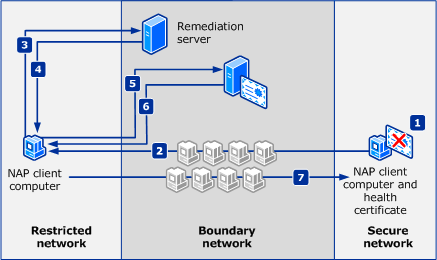 1
Remediation
server
3
4
5
6
2
7
NAP client
computer
NAP client
computer and
health
certificate
Restricted
network
Boundary
network
Secure
network